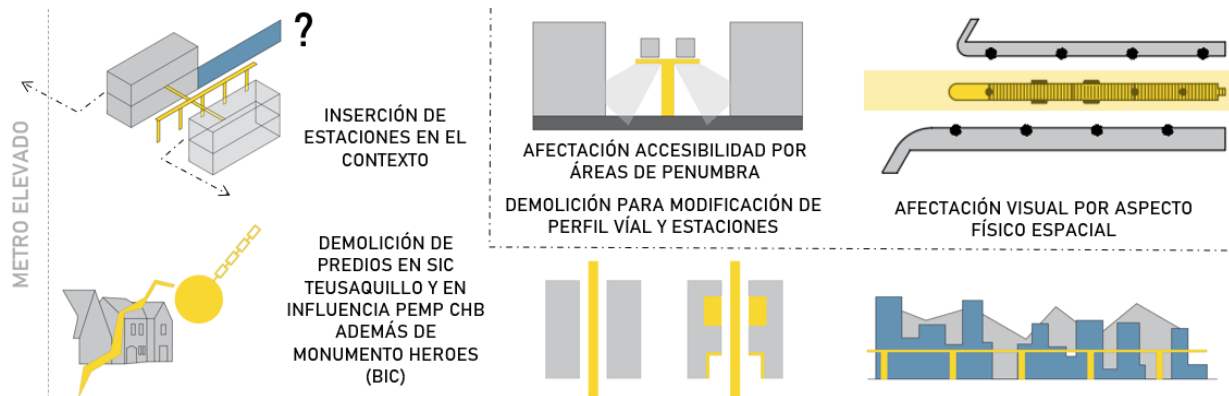 METRO ELEVADO
?
INSERCIÓN DE
ESTACIONES EN EL
CONTEXTO
DEMOLICIÓN DE
PREDIOS EN SIC
TEUSAQUILLO Y EN
INFLUENCIA PEMP CHB
ADEMÁS DE
MONUMENTO HEROES
(BIC)
AFECTACIÓN ACCESIBILIDAD POR
ÁREAS DE PENUMBRA
DEMOLICIÓN PARA MODIFICACIÓN DE
PERFIL VÍAL Y ESTACIONES
AFECTACIÓN VISUAL POR ASPECTO
FÍSICO ESPACIAL